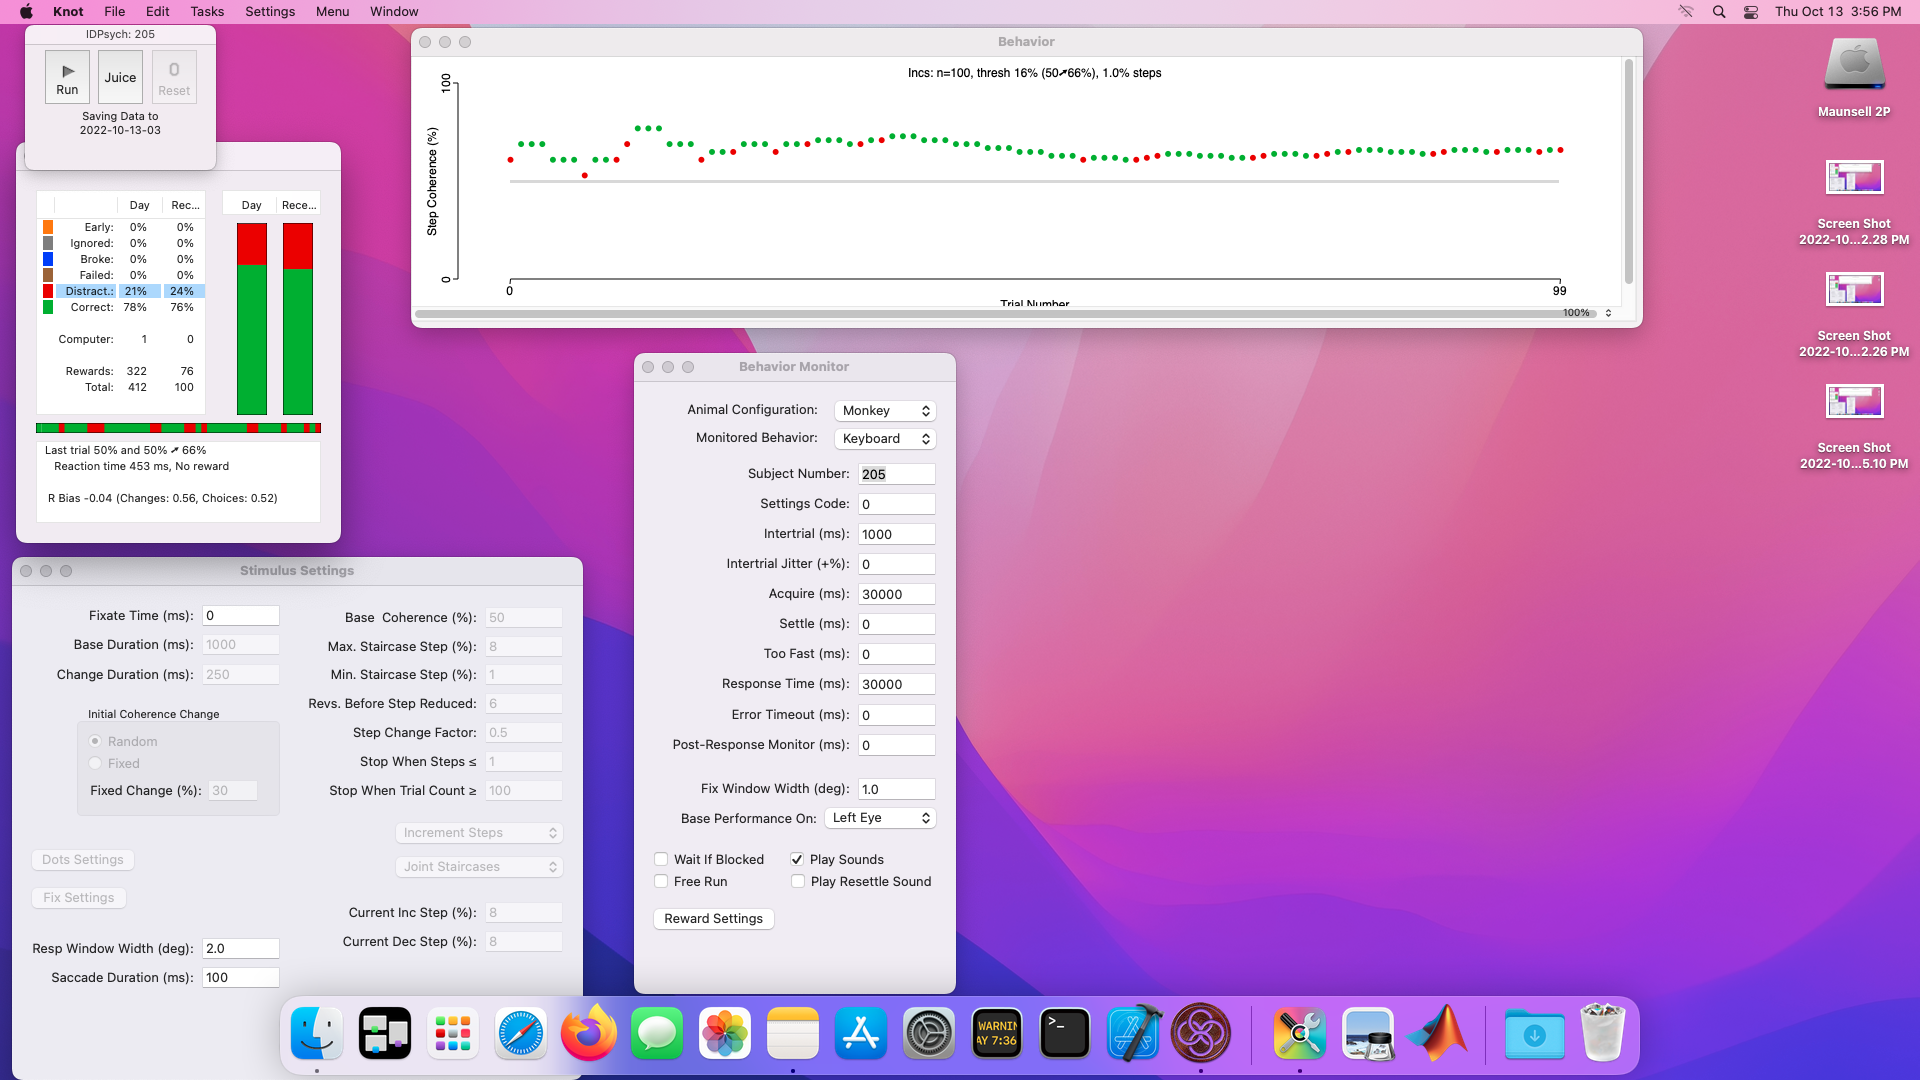 Knot File Edit Tasks Settings Menu Window
Thu Oct 13 3:56 PM
IDPsych: 205
Run
Juice
0
Reset
Saving Data to
2022-10-13-03
Day Rec...
Early: 0% 0%
Ignored: 0% 0%
Broke: 0% 0%
Failed: 0% 0%
Distract.: 21% 24%
Correct: 78% 76%
Computer: 1 0
Rewards: 322 76
Total: 412 100
Day Rece...
Last trial 50% and 50% ➚ 66%
Reaction time 453 ms, No reward
R Bias -0.04 (Changes: 0.56, Choices: 0.52)
Behavior
Incs: n=100, thresh 16% (50➚66%), 1.0% steps
Step Coherence (%)
100
0
0
99
Trial Number
100%
Behavior Monitor
Animal Configuration: Monkey
Monitored Behavior: Keyboard
Subject Number: 205
Settings Code: 0
Intertrial (ms): 1000
Intertrial Jitter (+%): 0
Acquire (ms): 30000
Settle (ms): 0
Too Fast (ms): 0
Response Time (ms): 30000
Error Timeout (ms): 0
Post-Response Monitor (ms): 0
Fix Window Width (deg): 1.0
Base Performance On: Left Eye
Wait If Blocked
Play Sounds
Free Run
Play Resettle Sound
Reward Settings
Stimulus Settings
Fixate Time (ms): 0
Base Duration (ms): 1000
Change Duration (ms): 250
Initial Coherence Change
Random
Fixed
Fixed Change (%): 30
Dots Settings
Fix Settings
Resp Window Width (deg): 2.0
Saccade Duration (ms): 100
Base Coherence (%): 50
Max. Staircase Step (%): 8
Min. Staircase Step (%): 1
Revs. Before Step Reduced: 6
Step Change Factor: 0.5
Stop When Steps ≤ 1
Stop When Trial Count ≥ 100
Increment Steps
Joint Staircases
Current Inc Step (%): 8
Current Dec Step (%): 8
Maunsell 2P
Screen Shot
2022-10...2.28 PM
Screen Shot
2022-10...2.26 PM
Screen Shot
2022-10...5.10 PM
WARNIN
AY 7:36
>_